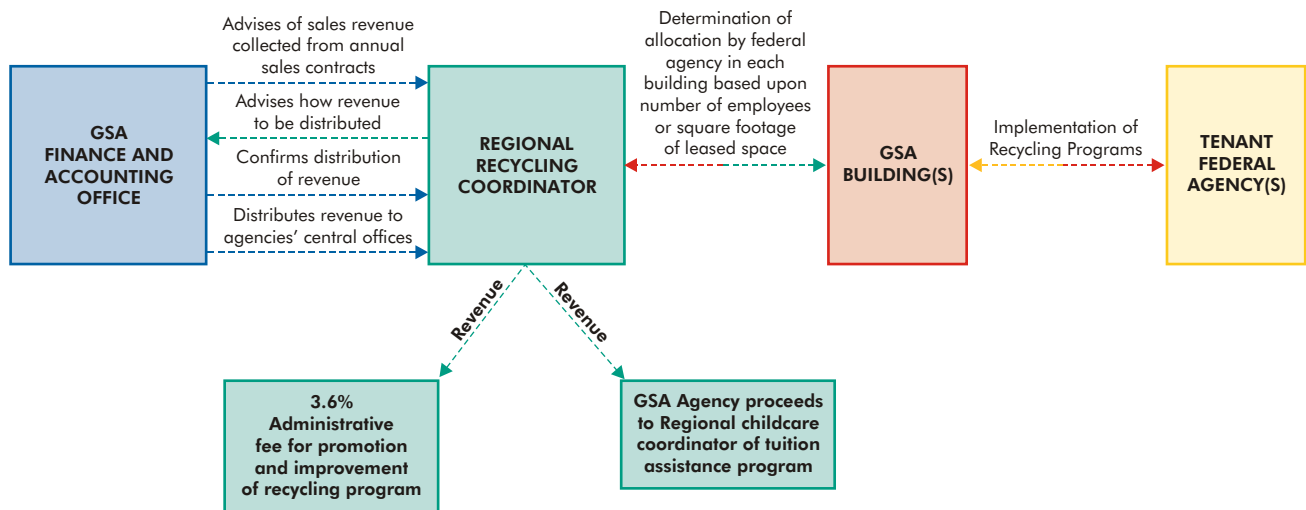 Advises of sales revenue
collected from annual
sales contracts
Advises how revenue
to be distributed
Confirms distribution
of revenue
Distributes revenue to
agencies’ central offices
GSA
FINANCE AND
ACCOUNTING
OFFICE
REGIONAL
RECYCLING
COORDINATOR
Determination of
allocation by federal
agency in each
building based upon
number of employees
or square footage
of leased space
GSA
BUILDING(S)
Implementation of
Recycling Programs
TENANT
FEDERAL
AGENCY(S)
Revenue
Revenue
3.6%
Administrative
fee for promotion
and improvement
of recycling program
GSA Agency proceeds
to Regional childcare
coordinator of tuition
assistance program